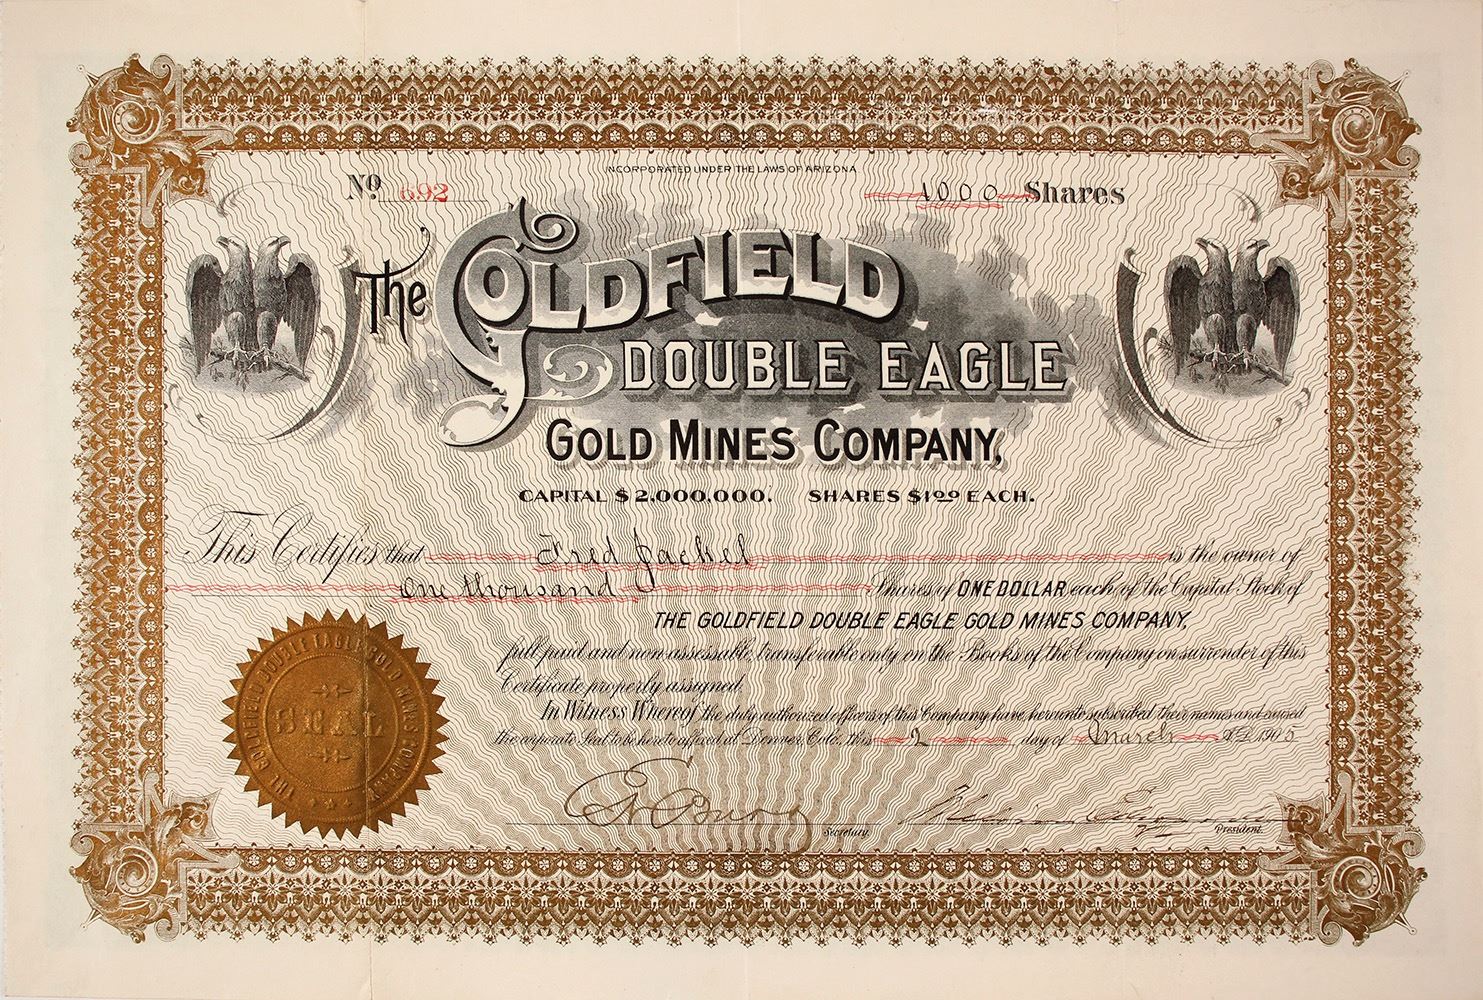 INCORPORATED UNDER THE LAWS OF ARIZONA
No. 692
1000 Shares
The GOLDFIELD
DOUBLE EAGLE
GOLD MINES COMPANY,
CAPITAL $2,000,000. SHARES $1.00 EACH.
This Certifies that Fred Jachel is the owner of
One thousand Shares of ONE DOLLAR each of the Capital Stock of
THE GOLDFIELD DOUBLE EAGLE GOLD MINES COMPANY,
full paid and non-assessable, transferable only on the Books of the Company on surrender of this
Certificate properly assigned.
In Witness Whereof the duly authorized officers of this Company have hereunto subscribed their names and caused
the corporate Seal to be hereto affixed at Denver, Colo. this 2 day of March A.D. 1905
THE GOLDFIELD DOUBLE EAGLE GOLD MINES COMPANY
SEAL
Secretary.
President.